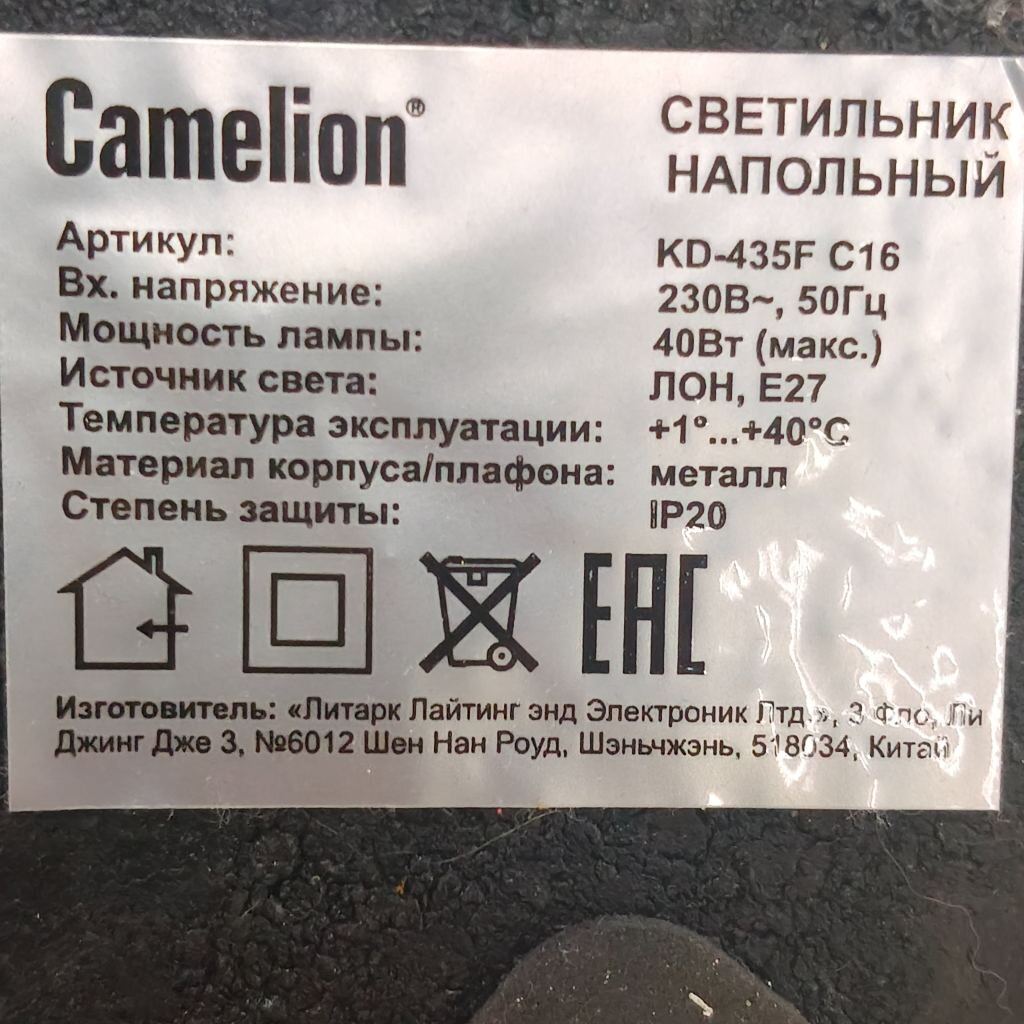 Camelion®
СВЕТИЛЬНИК
НАПОЛЬНЫЙ
Артикул: KD-435F C16
Вх. напряжение: 230В~, 50Гц
Мощность лампы: 40Вт (макс.)
Источник света: ЛОН, E27
Температура эксплуатации: +1°...+40°C
Материал корпуса/плафона: металл
Степень защиты: IP20
EAC
Изготовитель: «Литарк Лайтинг энд Электроник Лтд.», 3 Фло, Ли
Джинг Дже 3, №6012 Шен Нан Роуд, Шэньчжэнь, 518034, Китай